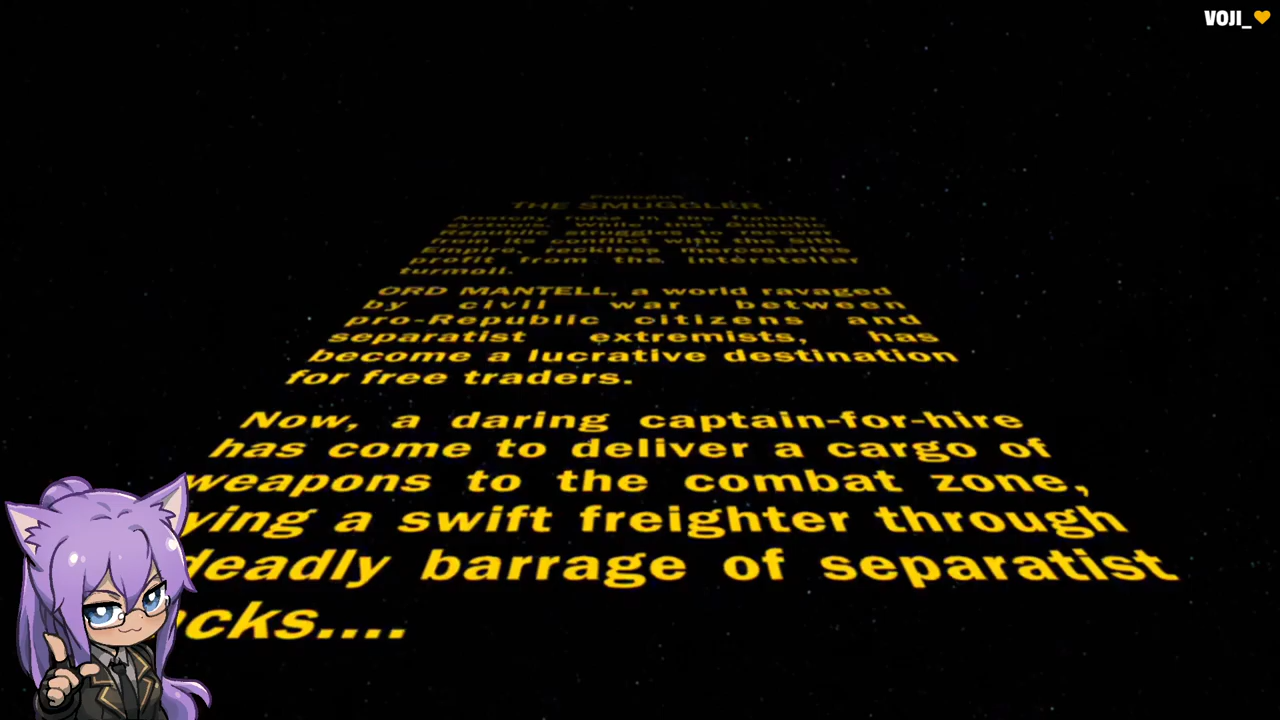 VOJI_🧡
Prologue
THE SMUGGLER
Anarchy rules in the frontier
systems. While the Galactic
Republic struggles to recover
from its conflict with the Sith
Empire, reckless mercenaries
profit from the interstellar
turmoil.
ORD MANTELL, a world ravaged
by civil war between
pro-Republic citizens and
separatist extremists, has
become a lucrative destination
for free traders.
Now, a daring captain-for-hire
has come to deliver a cargo of
weapons to the combat zone,
ying a swift freighter through
deadly barrage of separatist
cks....